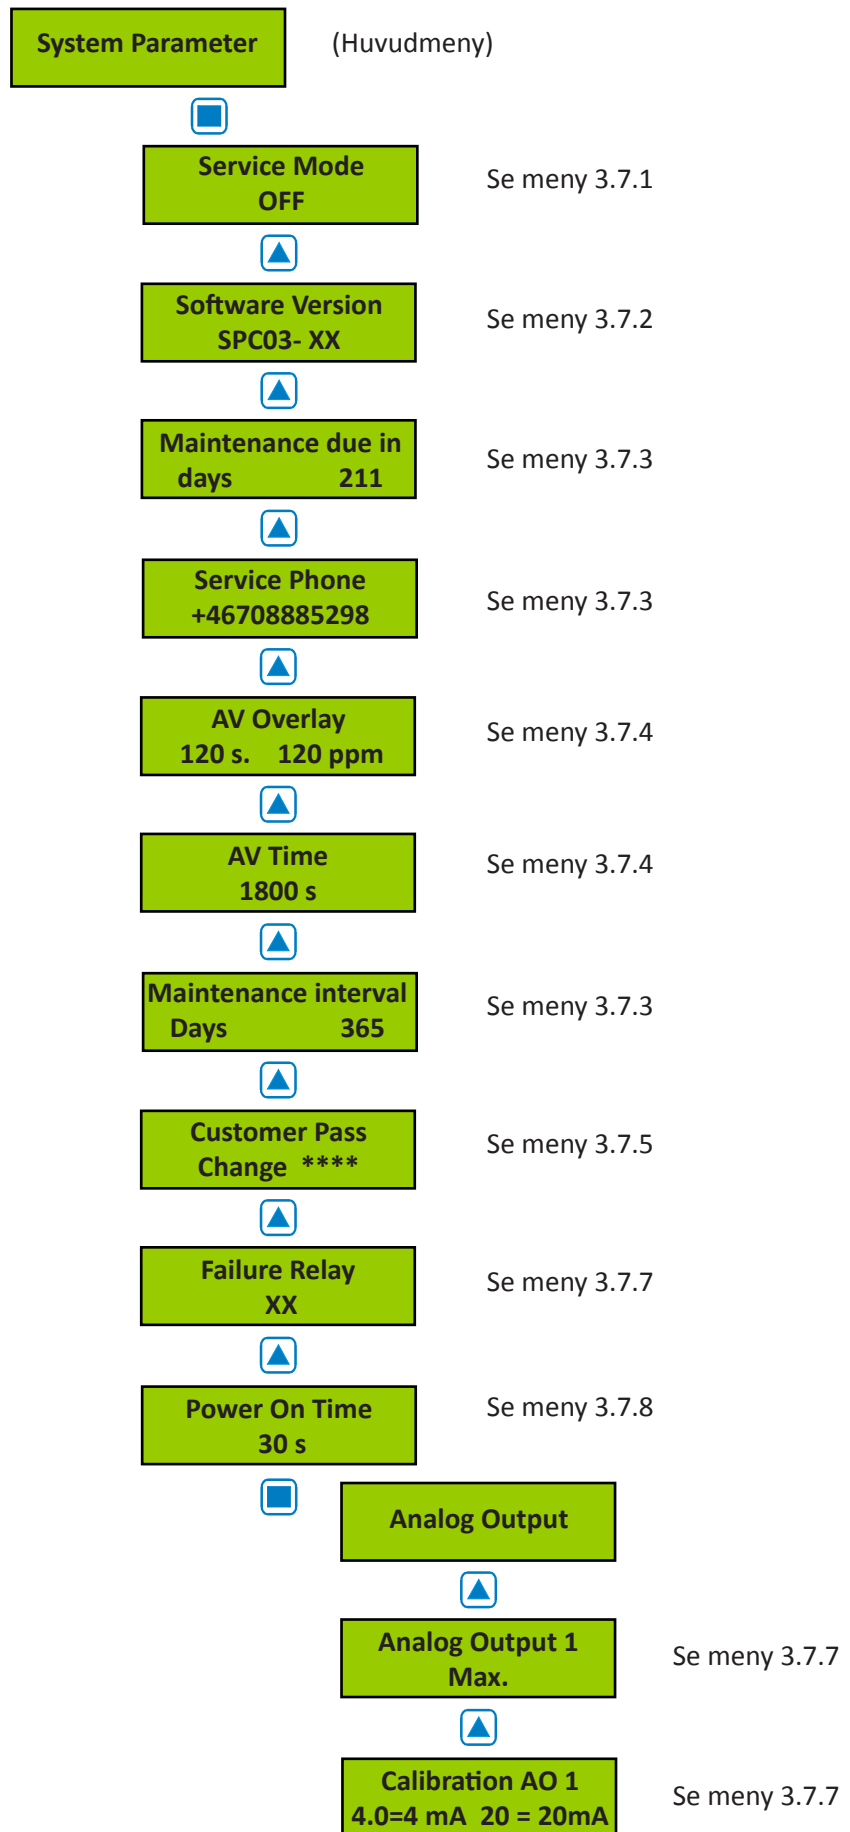 System Parameter (Huvudmeny)
Service Mode
OFF
Se meny 3.7.1
Software Version
SPC03- XX
Se meny 3.7.2
Maintenance due in
days 211
Se meny 3.7.3
Service Phone
+46708885298
Se meny 3.7.3
AV Overlay
120 s. 120 ppm
Se meny 3.7.4
AV Time
1800 s
Se meny 3.7.4
Maintenance interval
Days 365
Se meny 3.7.3
Customer Pass
Change ****
Se meny 3.7.5
Failure Relay
XX
Se meny 3.7.7
Power On Time
30 s
Se meny 3.7.8
Analog Output
Analog Output 1
Max.
Se meny 3.7.7
Calibration AO 1
4.0=4 mA 20 = 20mA
Se meny 3.7.7